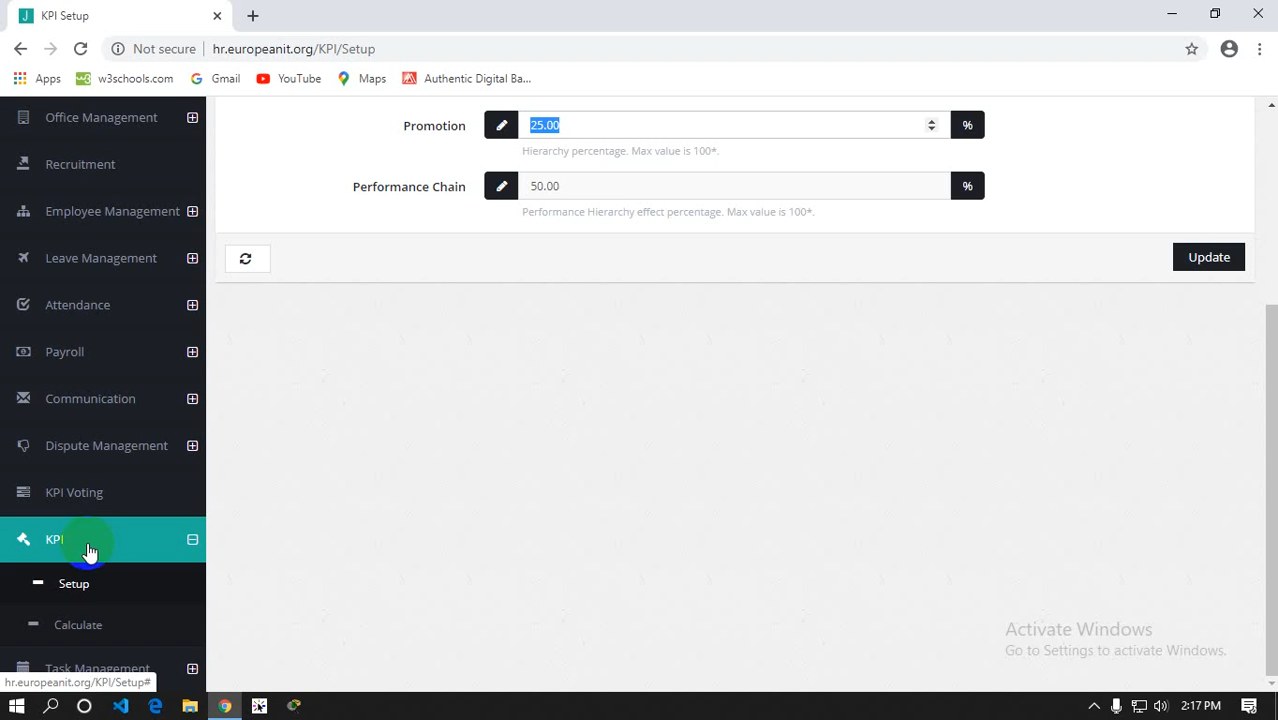 KPI Setup
Not secure
hr.europeanit.org/KPI/Setup
Apps
w3schools.com
Gmail
YouTube
Maps
Authentic Digital Ba...
Office Management
Recruitment
Employee Management
Leave Management
Attendance
Payroll
Communication
Dispute Management
KPI Voting
KPI
Setup
Calculate
Task Management
hr.europeanit.org/KPI/Setup#
Promotion
25.00
%
Hierarchy percentage. Max value is 100*.
Performance Chain
50.00
%
Performance Hierarchy effect percentage. Max value is 100*.
Update
Activate Windows
Go to Settings to activate Windows.
2:17 PM